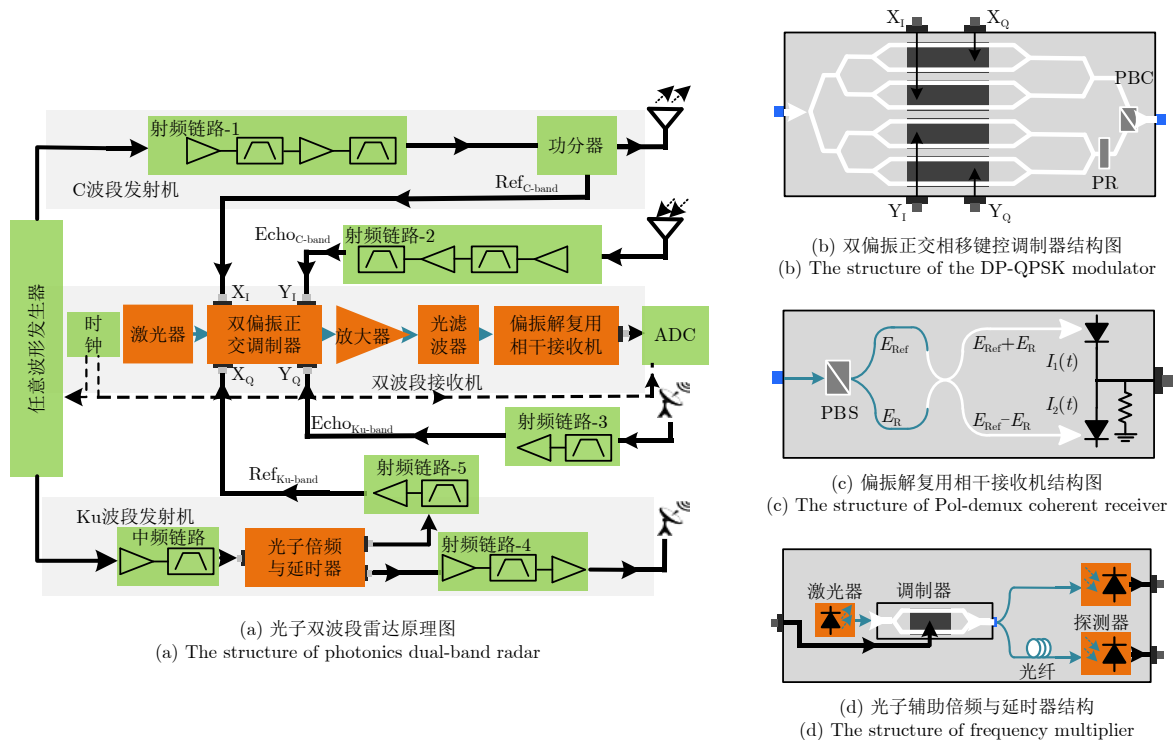 射频链路-1
功分器
C波段发射机
Ref_C-band
Echo_C-band
射频链路-2
任意波形发生器
时钟
激光器
X_I
Y_I
双偏振正交调制器
X_Q
Y_Q
放大器
光滤波器
偏振解复用相干接收机
ADC
双波段接收机
Echo_Ku-band
射频链路-3
Ref_Ku-band
射频链路-5
Ku波段发射机
中频链路
光子倍频与延时器
射频链路-4
(a) 光子双波段雷达原理图
(a) The structure of photonics dual-band radar
X_I
X_Q
PBC
PR
Y_I
Y_Q
(b) 双偏振正交相移键控调制器结构图
(b) The structure of the DP-QPSK modulator
PBS
E_Ref
E_R
E_Ref+E_R
E_Ref−E_R
I_1(t)
I_2(t)
(c) 偏振解复用相干接收机结构图
(c) The structure of Pol-demux coherent receiver
激光器
调制器
探测器
光纤
(d) 光子辅助倍频与延时器结构
(d) The structure of frequency multiplier